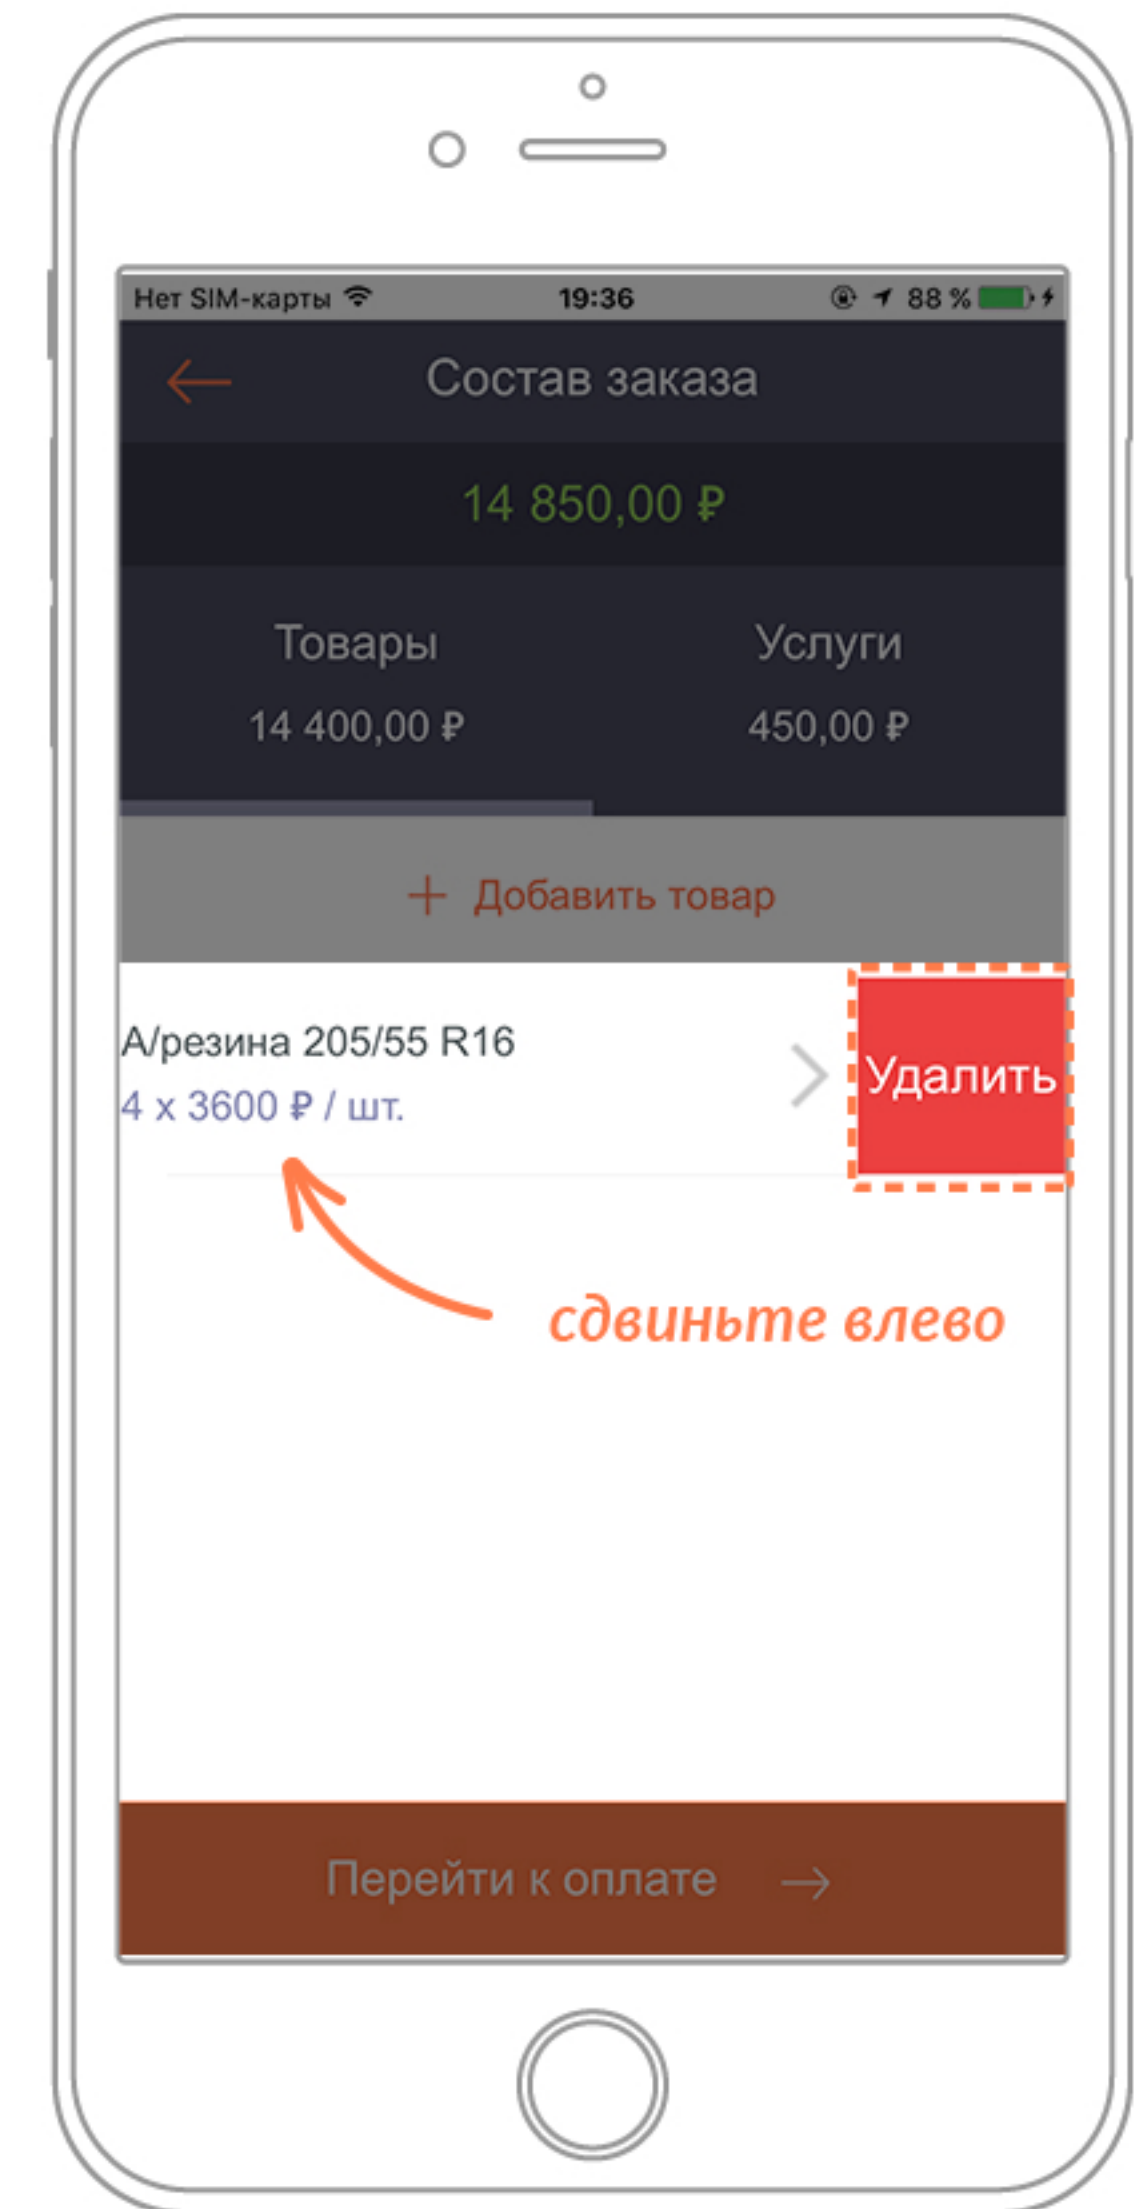 Нет SIM-карты 19:36 88 %
Состав заказа
14 850,00 ₽
Товары Услуги
14 400,00 ₽ 450,00 ₽
+ Добавить товар
А/резина 205/55 R16
4 x 3600 ₽ / шт.
Удалить
сдвиньте влево
Перейти к оплате →